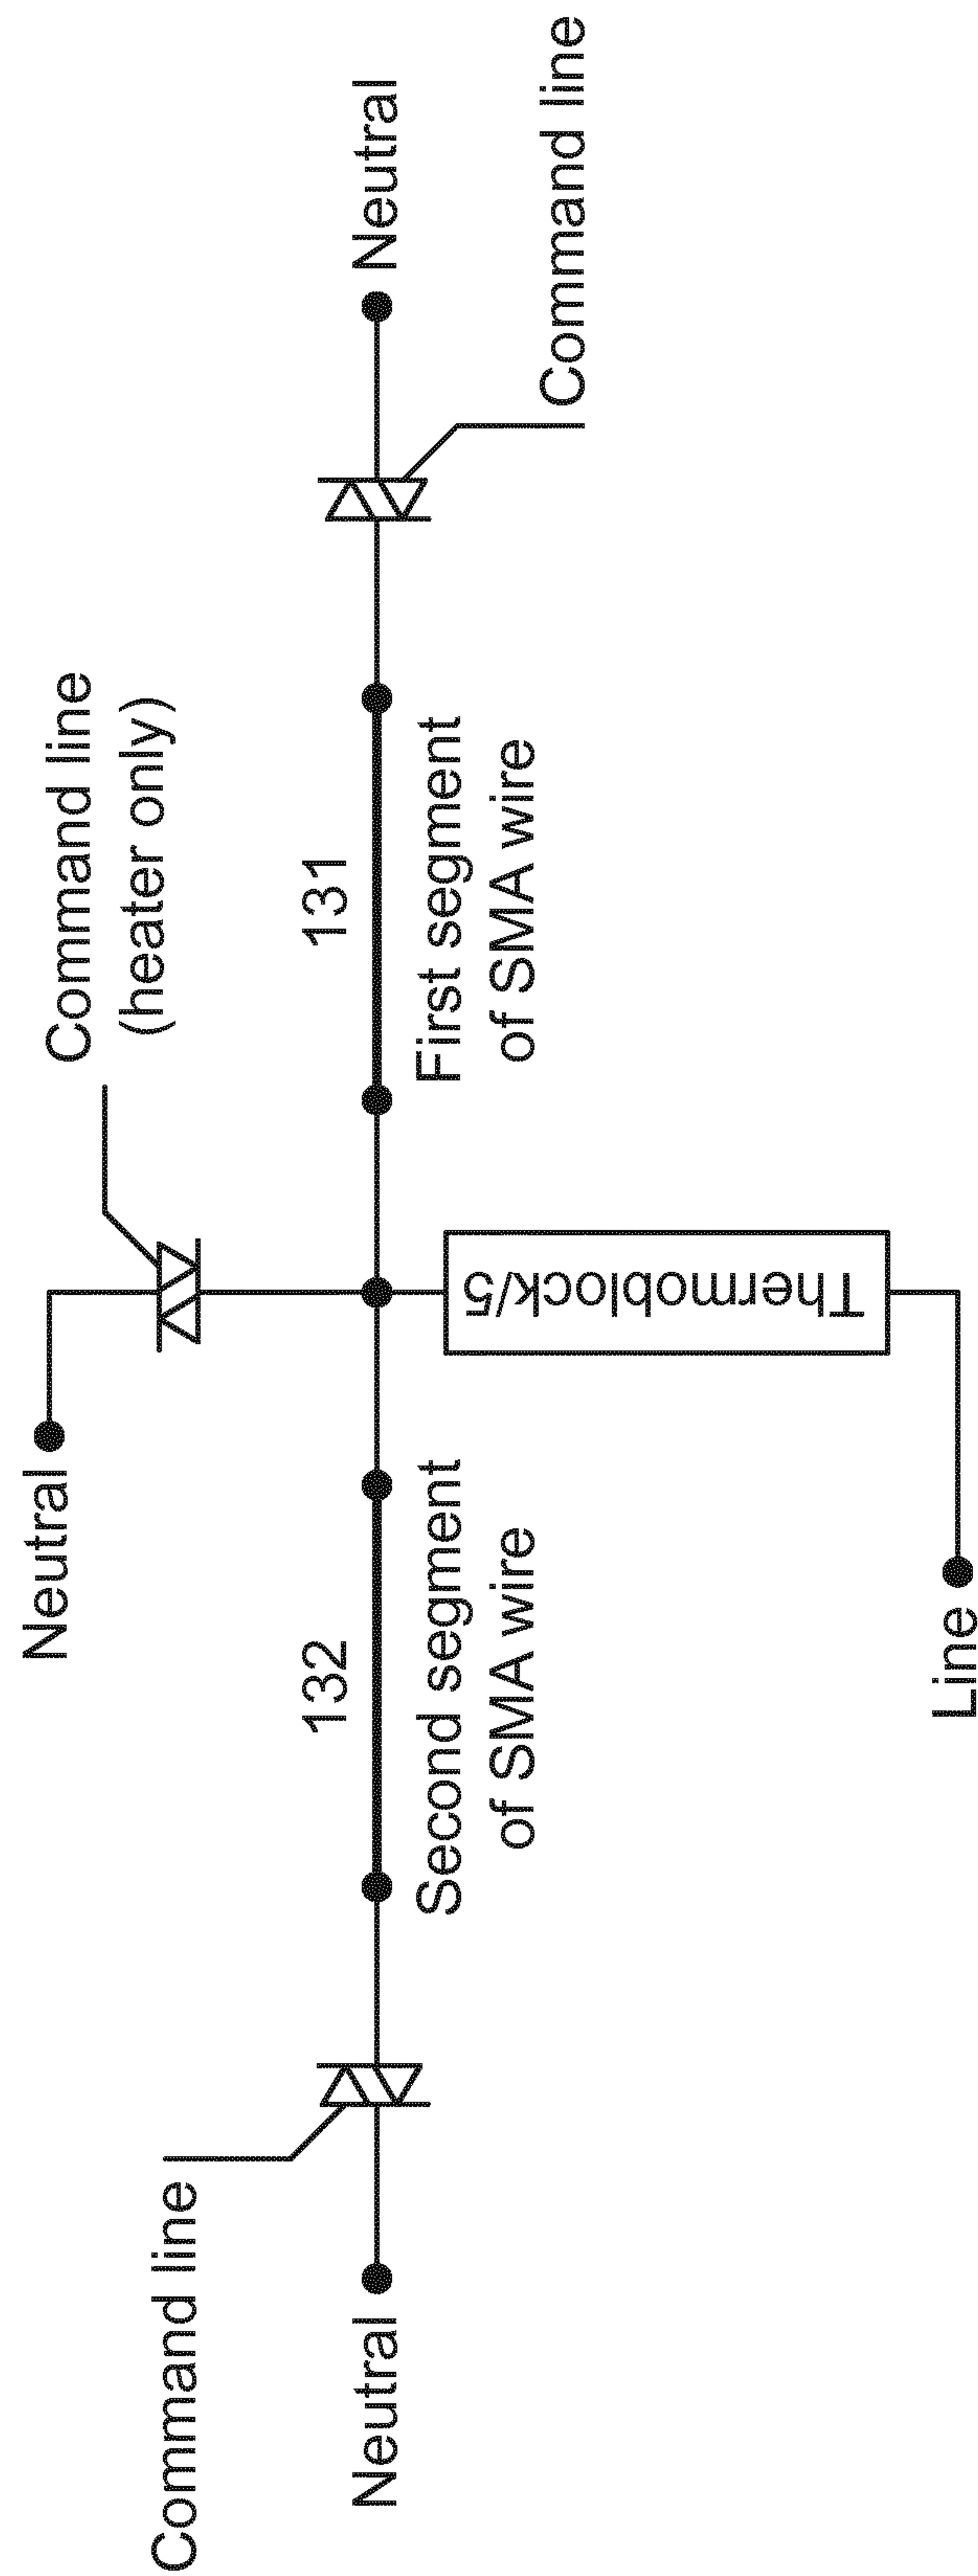 Command line
Neutral
132
Second segment
of SMA wire
Neutral
Line
Thermoblock/5
Command line
(heater only)
131
First segment
of SMA wire
Neutral
Command line